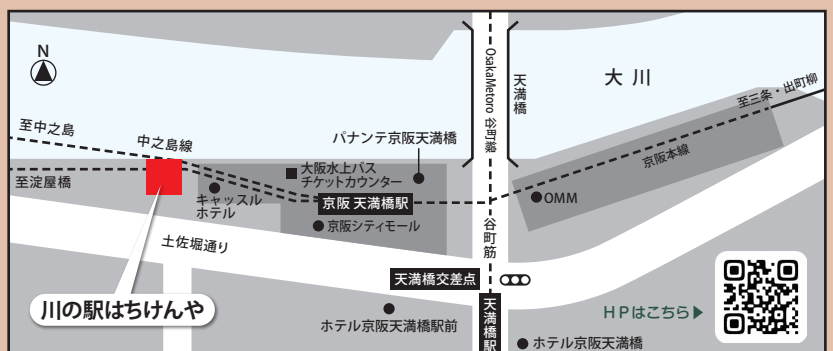 N
至中之島
中之島線
至淀屋橋
パナンテ京阪天満橋
大阪水上バス
チケットカウンター
キャッスル
ホテル
京阪 天満橋駅
京阪シティモール
土佐堀通り
川の駅はちけんや
OsakaMetoro 谷町線
天満橋
大川
至三条・出町柳
京阪本線
OMM
谷町筋
天満橋交差点
天満橋駅
ホテル京阪天満橋駅前
ホテル京阪天満橋
HPはこちら▶